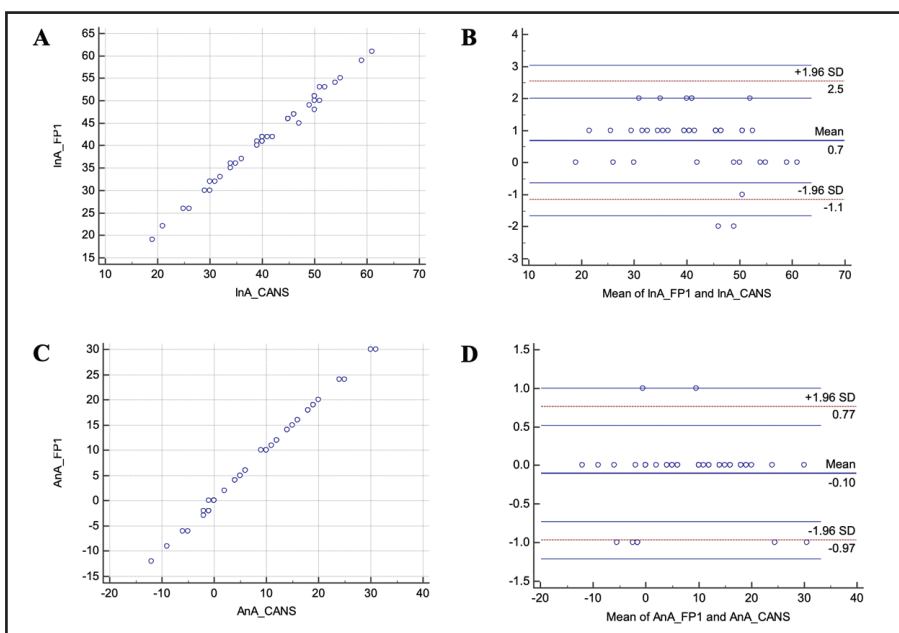 A
65
60
55
50
45
40
35
30
25
20
15
InA_FP1
10 20 30 40 50 60 70
InA_CANS
B
4
3
2
1
0
-1
-2
-3
+1.96 SD
2.5
Mean
0.7
-1.96 SD
-1.1
10 20 30 40 50 60 70
Mean of InA_FP1 and InA_CANS
C
30
25
20
15
10
5
0
-5
-10
-15
AnA_FP1
-20 -10 0 10 20 30 40
AnA_CANS
D
1.5
1.0
0.5
0.0
-0.5
-1.0
-1.5
+1.96 SD
0.77
Mean
-0.10
-1.96 SD
-0.97
-20 -10 0 10 20 30 40
Mean of AnA_FP1 and AnA_CANS